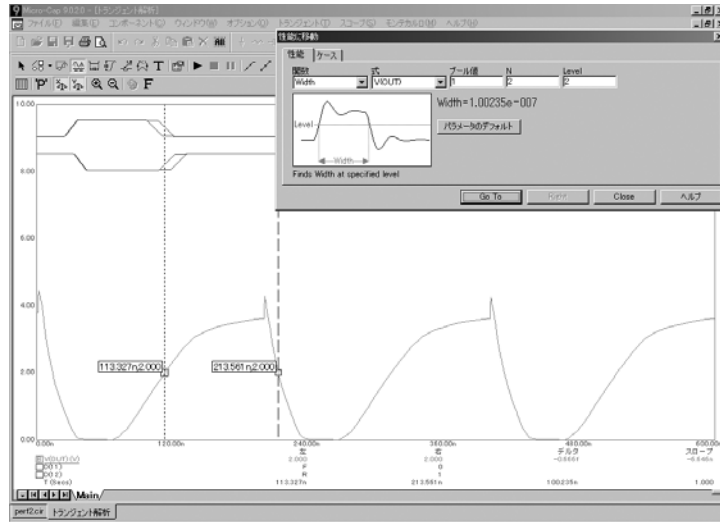 Micro-Cap 9.0.2.0 - [トランジェント解析]
ファイル(F) 編集(E) コンポーネント(C) ウィンドウ(W) オプション(O) トランジェント(T) スコープ(S) モンテカルロ(M) ヘルプ(H)
性能に移動
性能 ケース
関数 式 ブール値 N Level
Width V(OUT) 1 2 2
Level
Width
Width=1.00235e-007
パラメータのデフォルト
Finds Width at specified level
Go To Right Close ヘルプ
10.00
8.00
6.00
4.00
2.00
0.00
113.327n,2.000 213.561n,2.000
0.00n 120.00n 240.00n 360.00n 480.00n 600.00n
左 右 デルタ スロープ
V(OUT) (V) 2.000 2.000
D(1) F 0
D(2) R 1
T (Secs) 113.327n 213.561n 100.235n
Main
perf2.cir トランジェント解析